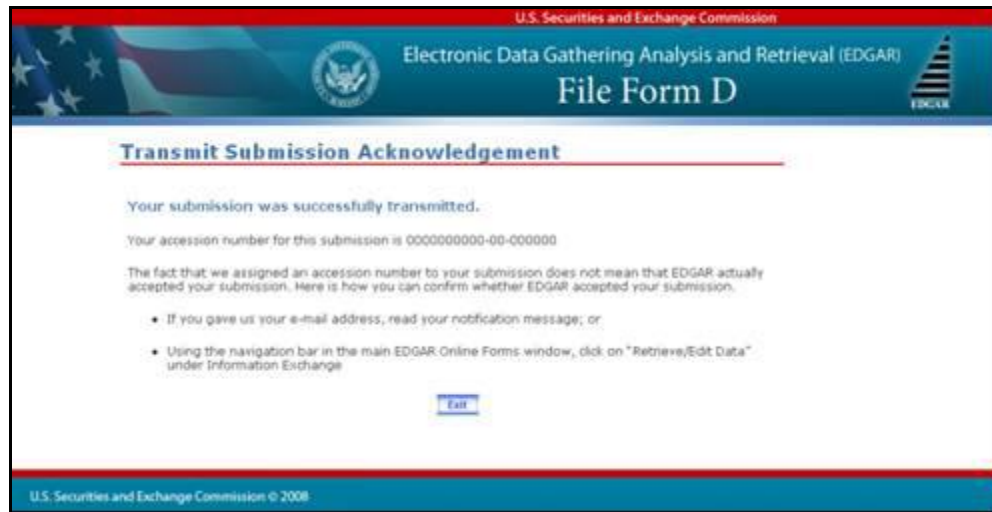 U.S. Securities and Exchange Commission
Electronic Data Gathering Analysis and Retrieval (EDGAR)
File Form D
EDGAR
Transmit Submission Acknowledgement
Your submission was successfully transmitted.
Your accession number for this submission is 0000000000-00-000000
The fact that we assigned an accession number to your submission does not mean that EDGAR actually
accepted your submission. Here is how you can confirm whether EDGAR accepted your submission.
• If you gave us your e-mail address, read your notification message; or
• Using the navigation bar in the main EDGAR Online Forms window, click on "Retrieve/Edit Data"
under Information Exchange
Exit
U.S. Securities and Exchange Commission © 2008